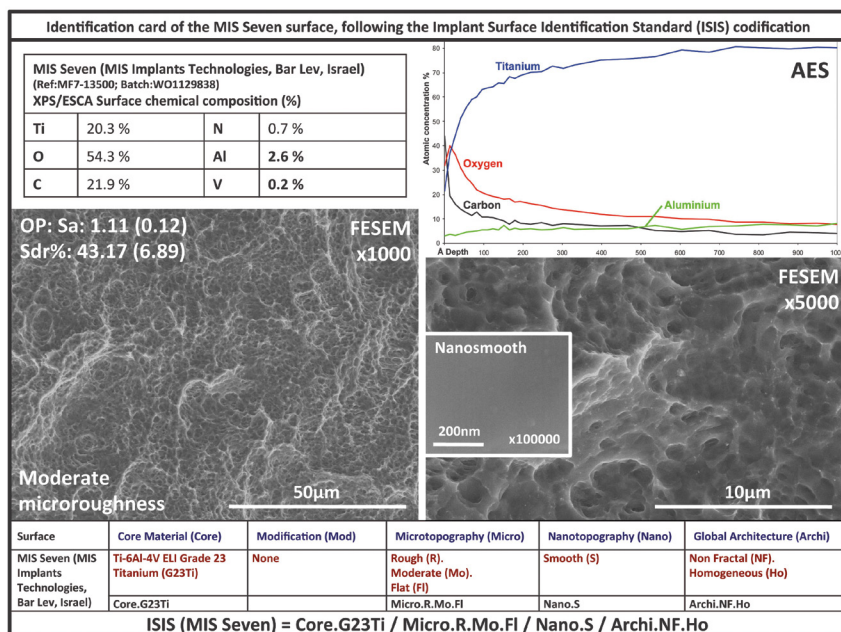 Identification card of the MIS Seven surface, following the Implant Surface Identification Standard (ISIS) codification
MIS Seven (MIS Implants Technologies, Bar Lev, Israel)
(Ref:MF7-13500; Batch:WO1129838)
XPS/ESCA Surface chemical composition (%)
Ti 20.3 % N 0.7 %
O 54.3 % Al 2.6 %
C 21.9 % V 0.2 %
AES
Atomic concentration %
80
70
60
50
40
30
20
10
0
Titanium
Oxygen
Carbon
Aluminium
A Depth 100 200 300 400 500 600 700 800 900 1000
OP: Sa: 1.11 (0.12)
Sdr%: 43.17 (6.89)
FESEM
x1000
Moderate
microroughness
50μm
FESEM
x5000
Nanosmooth
200nm
x100000
10μm
Surface Core Material (Core) Modification (Mod) Microtopography (Micro) Nanotopography (Nano) Global Architecture (Archi)
MIS Seven (MIS Ti-6Al-4V ELI Grade 23 None Rough (R). Smooth (S) Non Fractal (NF).
Implants Titanium (G23Ti) Moderate (Mo). Homogeneous (Ho)
Technologies, Flat (Fl)
Bar Lev, Israel) Core.G23Ti Micro.R.Mo.Fl Nano.S Archi.NF.Ho
ISIS (MIS Seven) = Core.G23Ti / Micro.R.Mo.Fl / Nano.S / Archi.NF.Ho